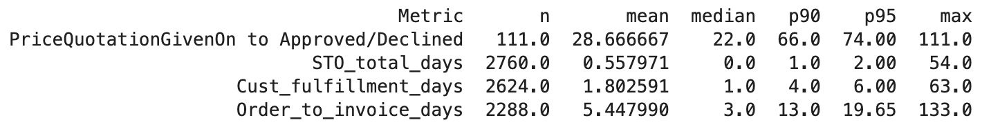 Metric n mean median p90 p95 max
PriceQuotationGivenOn to Approved/Declined 111.0 28.666667 22.0 66.0 74.00 111.0
STO_total_days 2760.0 0.557971 0.0 1.0 2.00 54.0
Cust_fulfillment_days 2624.0 1.802591 1.0 4.0 6.00 63.0
Order_to_invoice_days 2288.0 5.447990 3.0 13.0 19.65 133.0